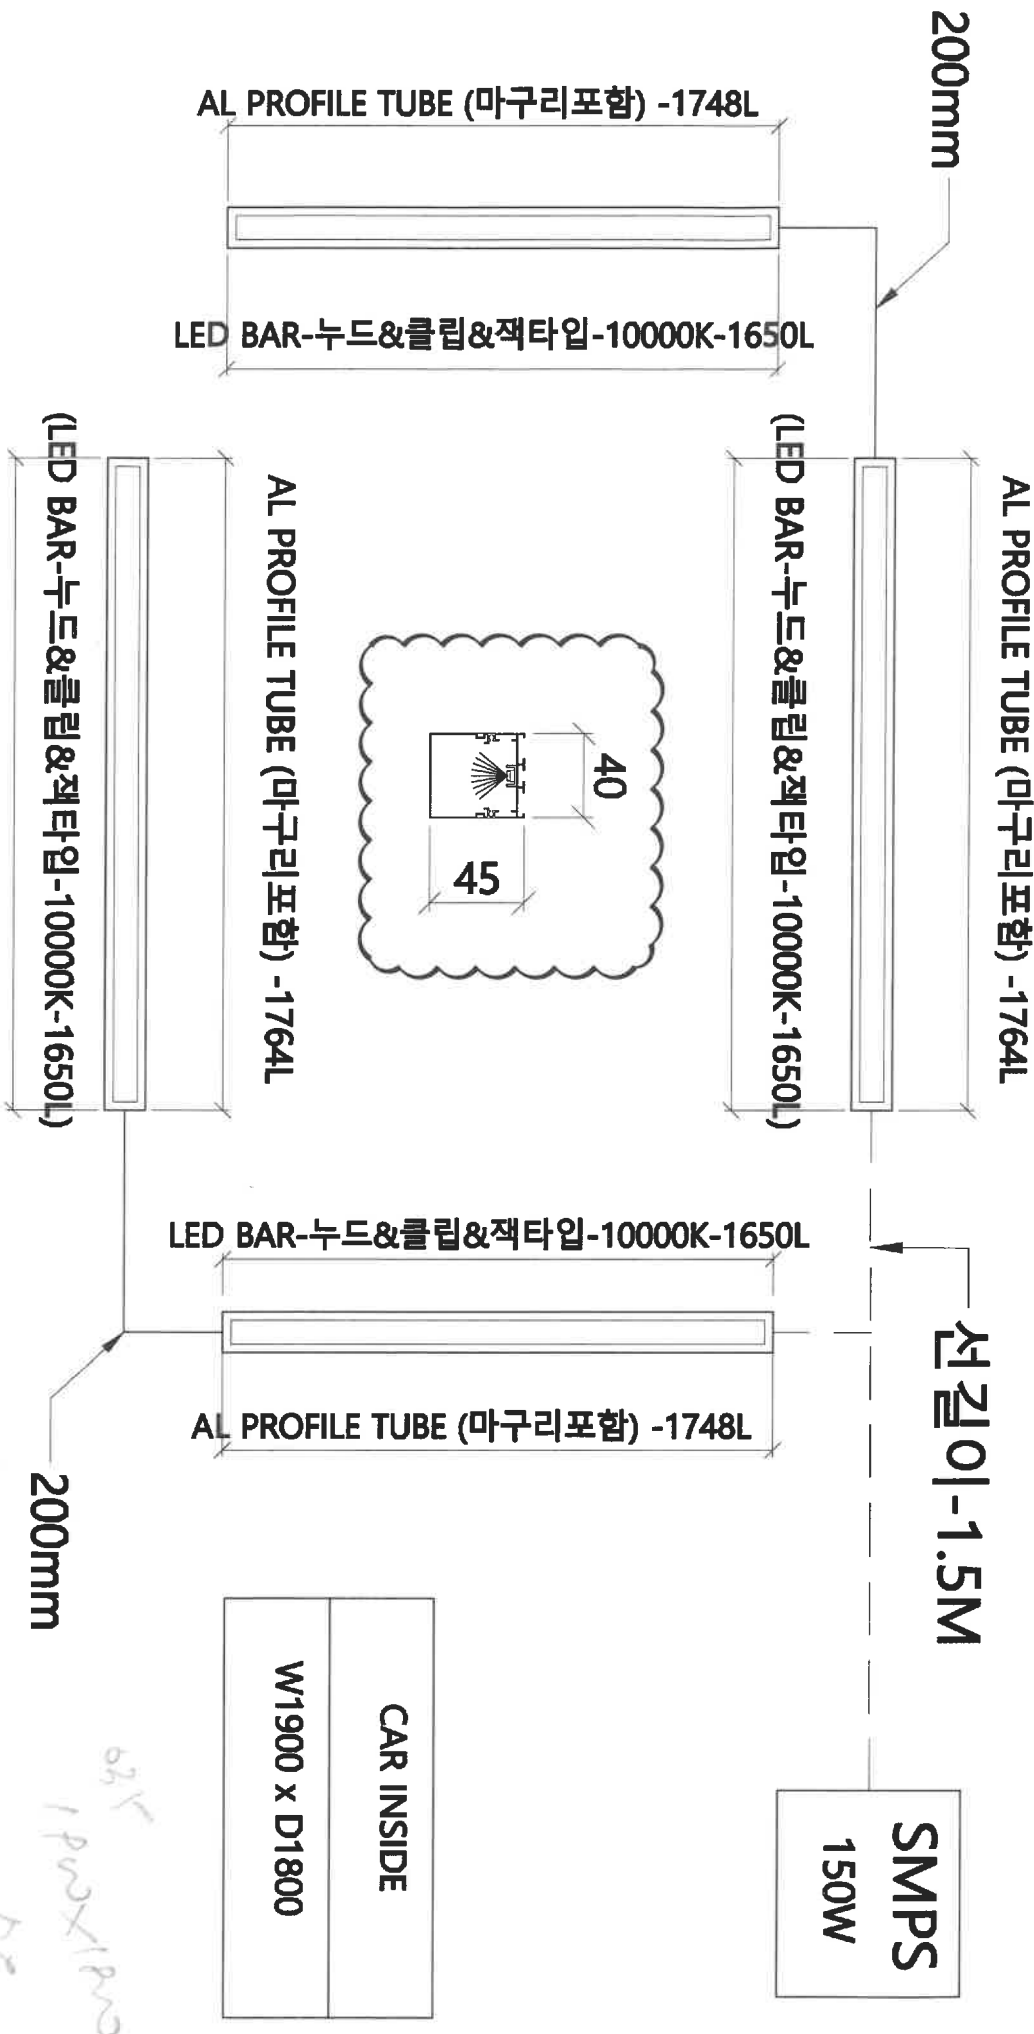 200mm
AL PROFILE TUBE (마구리포함) -1748L
LED BAR-누드&클립&잭타입-10000K-1650L
AL PROFILE TUBE (마구리포함) -1764L
(LED BAR-누드&클립&잭타입-10000K-1650L)
40
45
AL PROFILE TUBE (마구리포함) -1764L
(LED BAR-누드&클립&잭타입-10000K-1650L)
LED BAR-누드&클립&잭타입-10000K-1650L
AL PROFILE TUBE (마구리포함) -1748L
선길이-1.5M
200mm
SMPS
150W
CAR INSIDE
W1900 x D1800